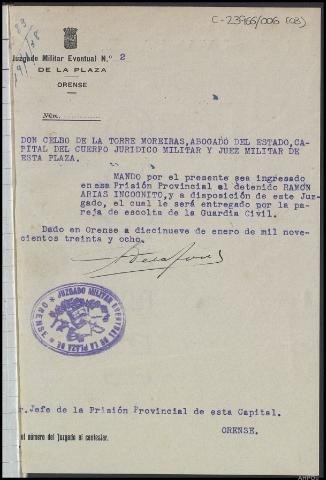 C-23966/006 (08)
Juzgado Militar Eventual N.º 2
DE LA PLAZA
ORENSE
Núm.
DON CELSO DE LA TORRE MOREIRAS, ABOGADO DEL ESTADO, CA-
PITAL DEL CUERPO JURIDICO MILITAR Y JUEZ MILITAR DE
ESTA PLAZA.
MANDO por el presente sea ingresado
en esa Prisión Provincial el detenido RAMÓN
ARIAS INCOGNITO, y a disposición de este Juz-
gado, el cual le será entregado por la pa-
reja de escolta de la Guardia Civil.
Dado en Orense a diecinueve de enero de mil nove-
cientos treinta y ocho.
JUZGADO MILITAR EVENTUAL DE LA PLAZA DE
ORENSE
r. Jefe de la Prisión Provincial de esta Capital.
ORENSE.
el número del Juzgado al contestar.